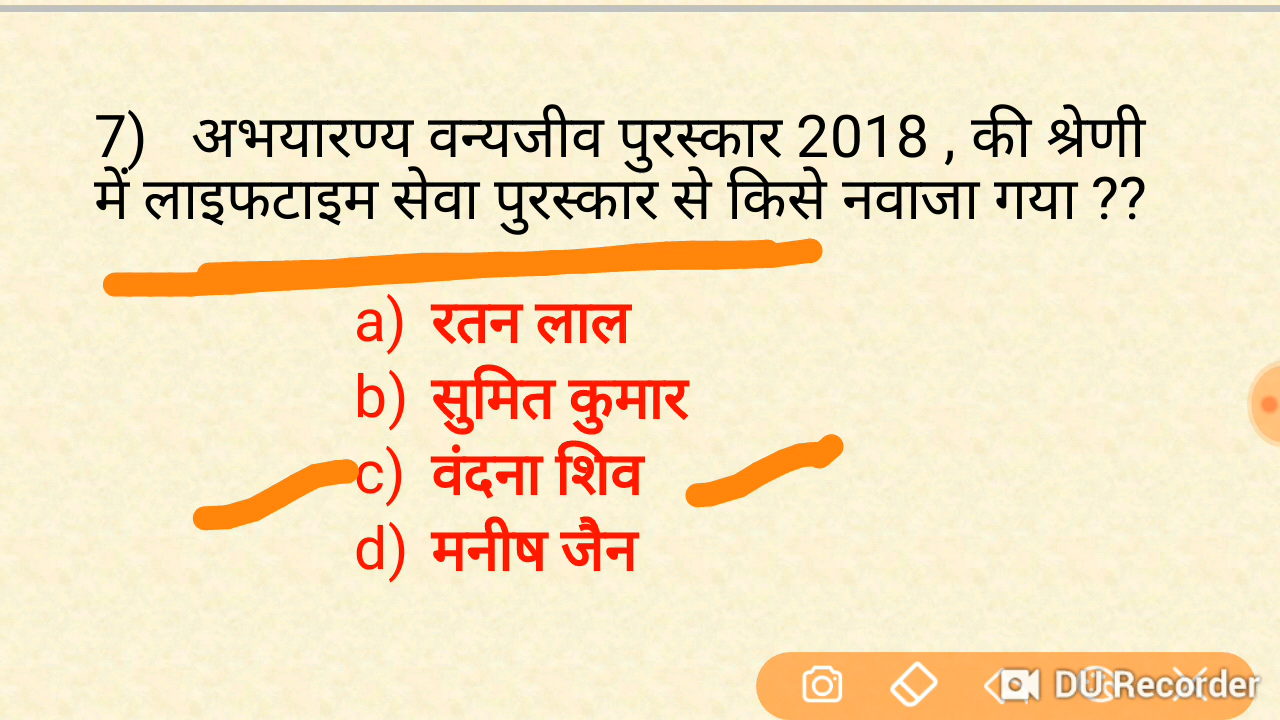 7) अभयारण्य वन्यजीव पुरस्कार 2018 , की श्रेणी
में लाइफटाइम सेवा पुरस्कार से किसे नवाजा गया ??
a) रतन लाल
b) सुमित कुमार
c) वंदना शिव
d) मनीष जैन
DU Recorder